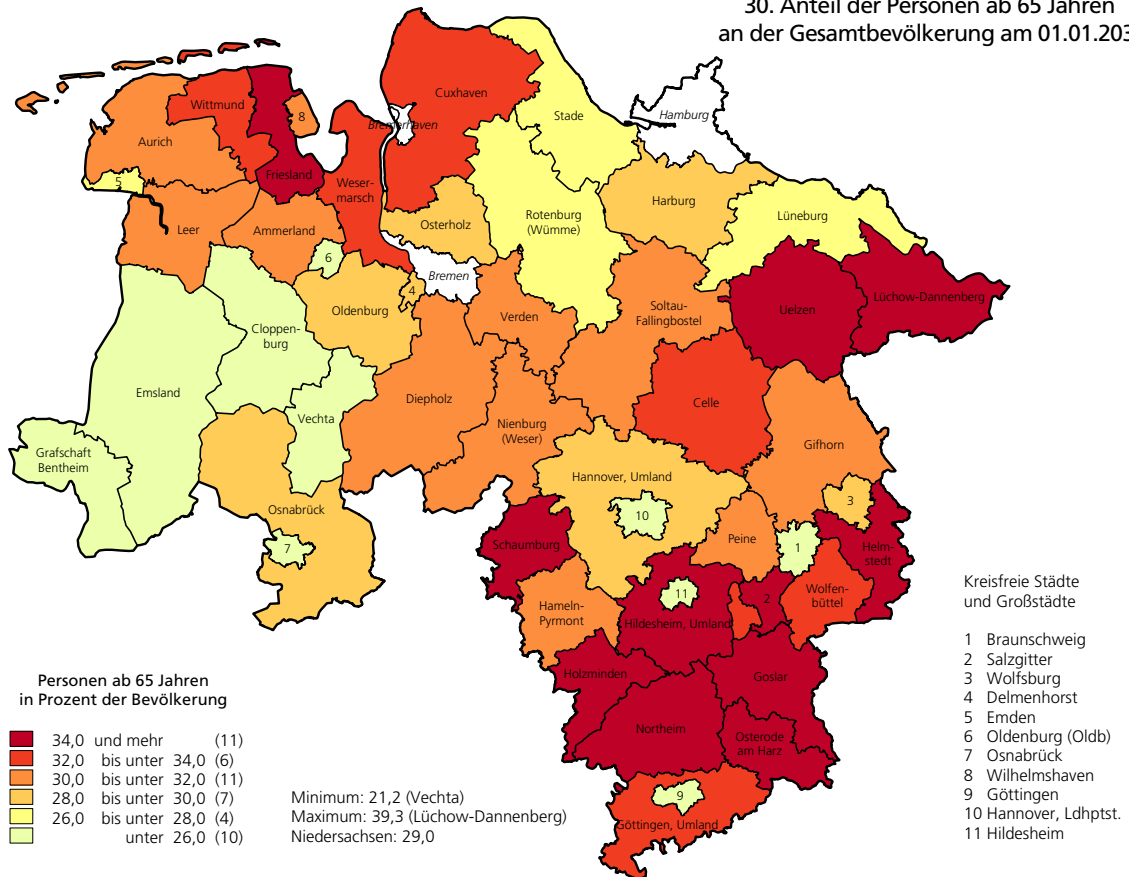 30. Anteil der Personen ab 65 Jahren
an der Gesamtbevölkerung am 01.01.203
Cuxhaven
Wittmund
Stade
Hamburg
8
Bremerhaven
Aurich
Friesland
5
Weser-
marsch
Harburg
Rotenburg
(Wümme)
Lüneburg
Osterholz
Leer
Ammerland
6
Bremen
4
Lüchow-Dannenberg
Soltau-
Fallingbostel
Uelzen
Oldenburg
Verden
Cloppen-
burg
Emsland
Diepholz
Celle
Vechta
Nienburg
(Weser)
Gifhorn
Grafschaft
Bentheim
Hannover, Umland
3
Osnabrück
10
Peine
7
Schaumburg
1
Helm-
stedt
Wolfen-
büttel
11
2
Hameln-
Pyrmont
Hildesheim, Umland
Holzminden
Goslar
Northeim
Osterode
am Harz
9
Göttingen, Umland
Personen ab 65 Jahren
in Prozent der Bevölkerung
34,0 und mehr (11)
32,0 bis unter 34,0 (6)
30,0 bis unter 32,0 (11)
28,0 bis unter 30,0 (7)
26,0 bis unter 28,0 (4)
unter 26,0 (10)
Minimum: 21,2 (Vechta)
Maximum: 39,3 (Lüchow-Dannenberg)
Niedersachsen: 29,0
Kreisfreie Städte
und Großstädte
1 Braunschweig
2 Salzgitter
3 Wolfsburg
4 Delmenhorst
5 Emden
6 Oldenburg (Oldb)
7 Osnabrück
8 Wilhelmshaven
9 Göttingen
10 Hannover, Ldhptst.
11 Hildesheim